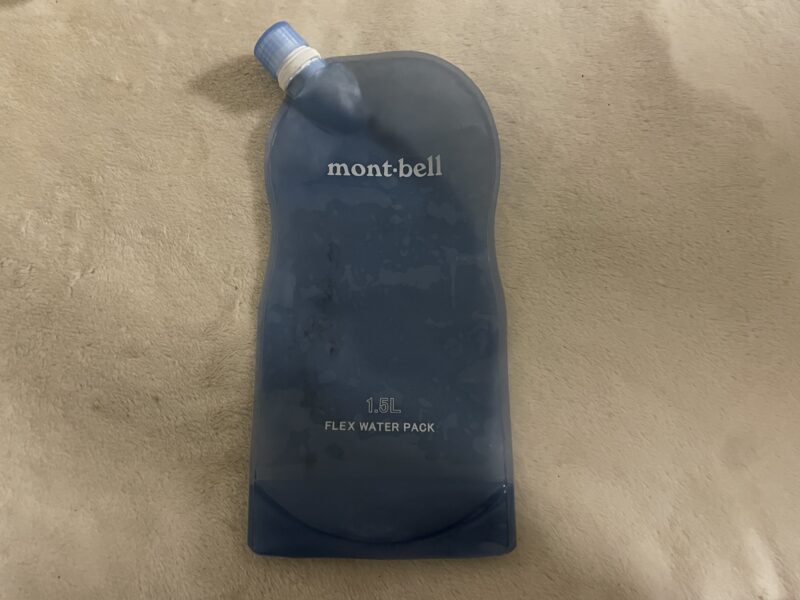 mont·bell
1.5L
FLEX WATER PACK